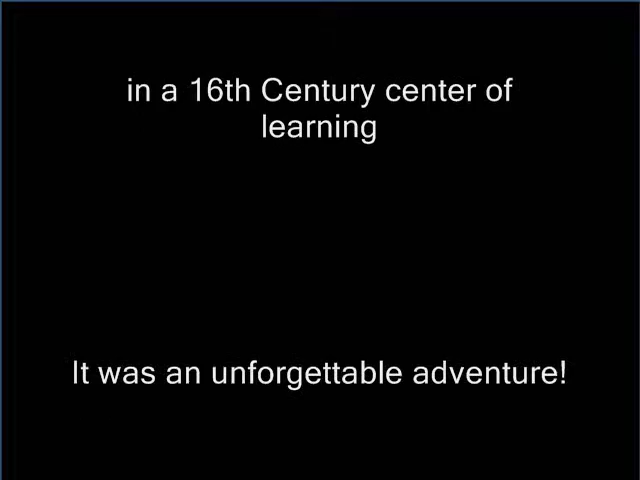 in a 16th Century center of
learning
It was an unforgettable adventure!